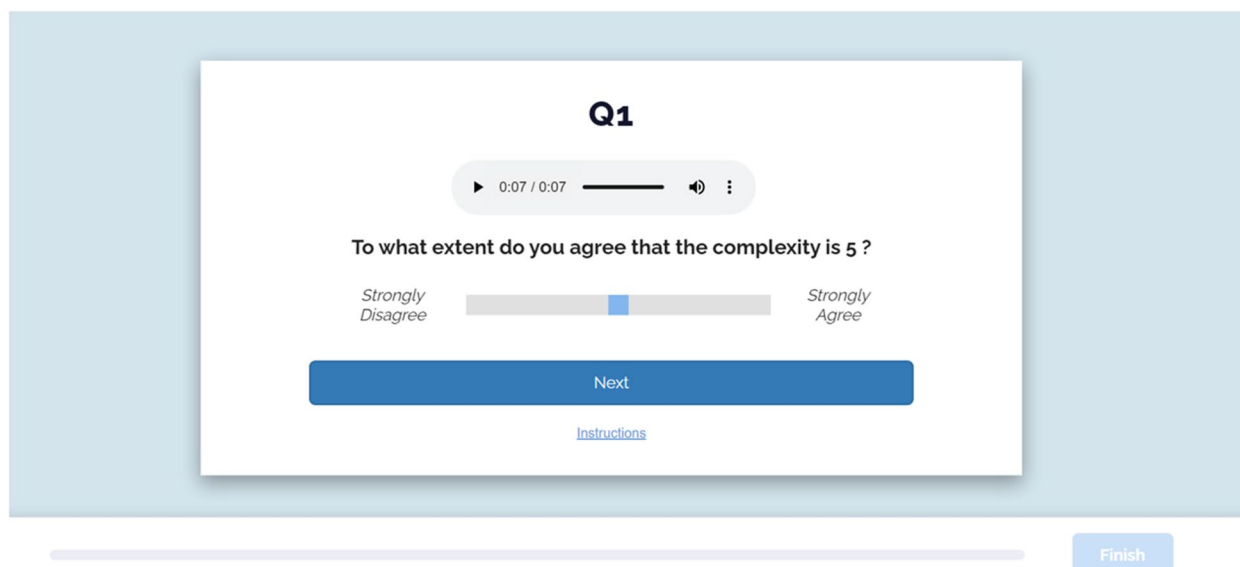 Q1
0:07 / 0:07
To what extent do you agree that the complexity is 5 ?
Strongly
Disagree
Strongly
Agree
Next
Instructions
Finish